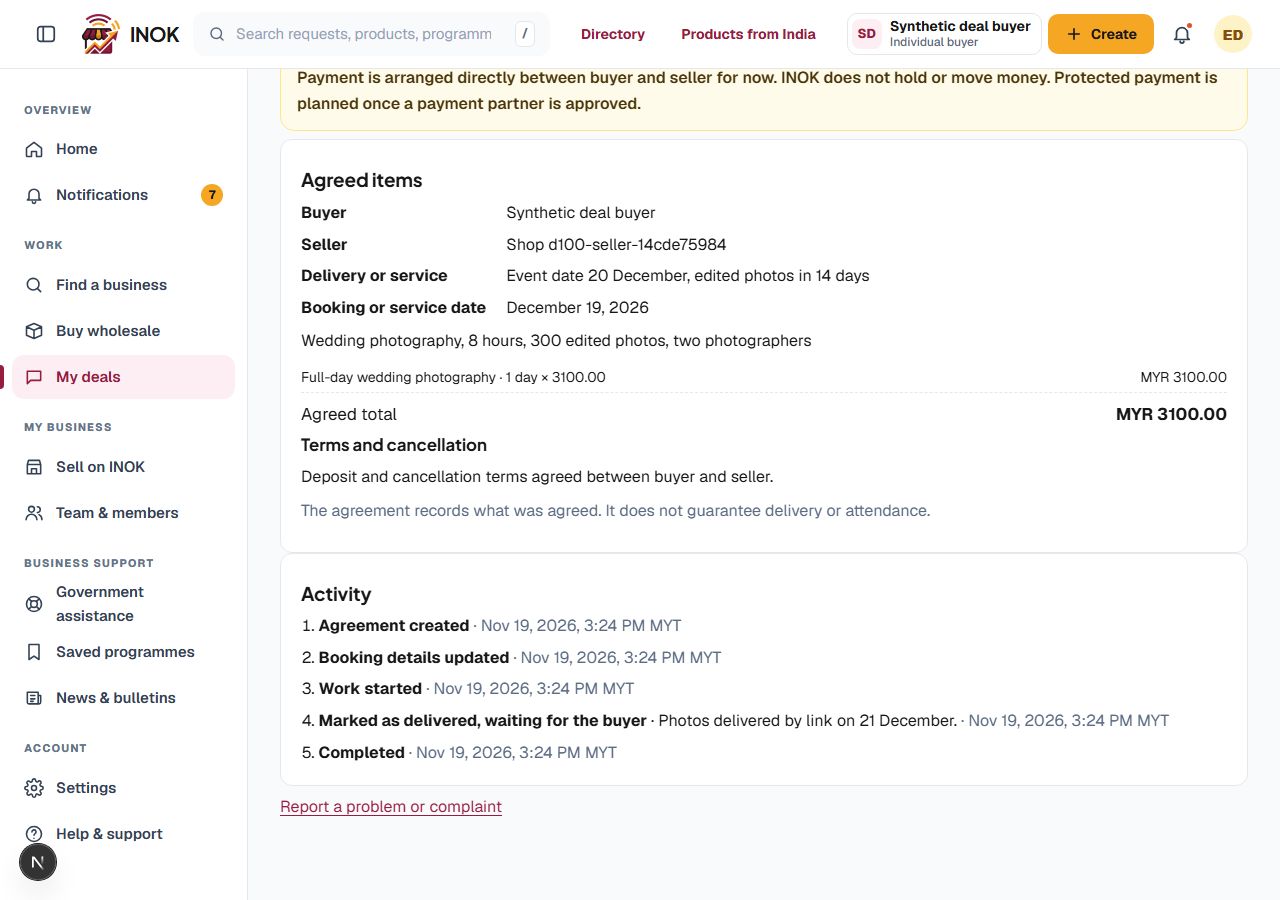 INOK
Search requests, products, programm
/
Directory
Products from India
SD
Synthetic deal buyer
Individual buyer
Create
ED
OVERVIEW
Home
Notifications
7
WORK
Find a business
Buy wholesale
My deals
MY BUSINESS
Sell on INOK
Team & members
BUSINESS SUPPORT
Government
assistance
Saved programmes
News & bulletins
ACCOUNT
Settings
Help & support
N
Payment is arranged directly between buyer and seller for now. INOK does not hold or move money. Protected payment is
planned once a payment partner is approved.
Agreed items
Buyer Synthetic deal buyer
Seller Shop d100-seller-14cde75984
Delivery or service Event date 20 December, edited photos in 14 days
Booking or service date December 19, 2026
Wedding photography, 8 hours, 300 edited photos, two photographers
Full-day wedding photography · 1 day × 3100.00 MYR 3100.00
Agreed total MYR 3100.00
Terms and cancellation
Deposit and cancellation terms agreed between buyer and seller.
The agreement records what was agreed. It does not guarantee delivery or attendance.
Activity
1. Agreement created · Nov 19, 2026, 3:24 PM MYT
2. Booking details updated · Nov 19, 2026, 3:24 PM MYT
3. Work started · Nov 19, 2026, 3:24 PM MYT
4. Marked as delivered, waiting for the buyer · Photos delivered by link on 21 December. · Nov 19, 2026, 3:24 PM MYT
5. Completed · Nov 19, 2026, 3:24 PM MYT
Report a problem or complaint